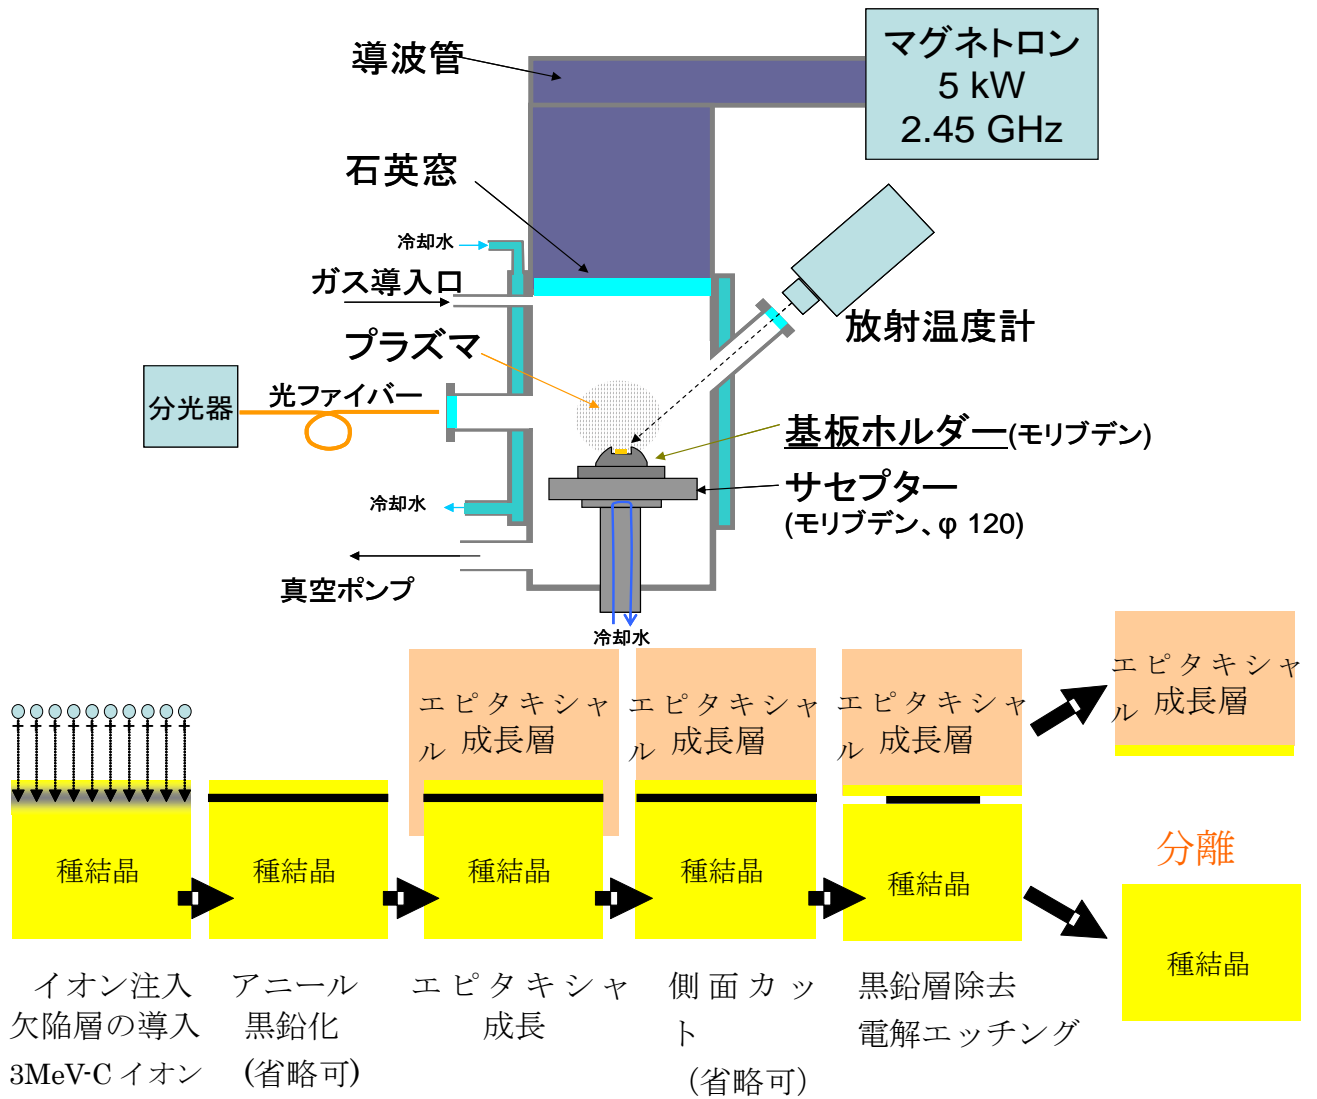 導波管
マグネトロン
5 kW
2.45 GHz
石英窓
冷却水
ガス導入口
放射温度計
プラズマ
分光器
光ファイバー
基板ホルダー(モリブデン)
サセプター
(モリブデン、φ 120)
冷却水
真空ポンプ
冷却水
エピタキシャル
成長層
エピタキシャル
成長層
エピタキシャル
成長層
エピタキシャル
成長層
種結晶
種結晶
種結晶
種結晶
種結晶
分離
種結晶
イオン注入
欠陥層の導入
3MeV-C イオン
アニール
黒鉛化
(省略可)
エピタキシャ
成長
側面カッ
ト
（省略可）
黒鉛層除去
電解エッチング